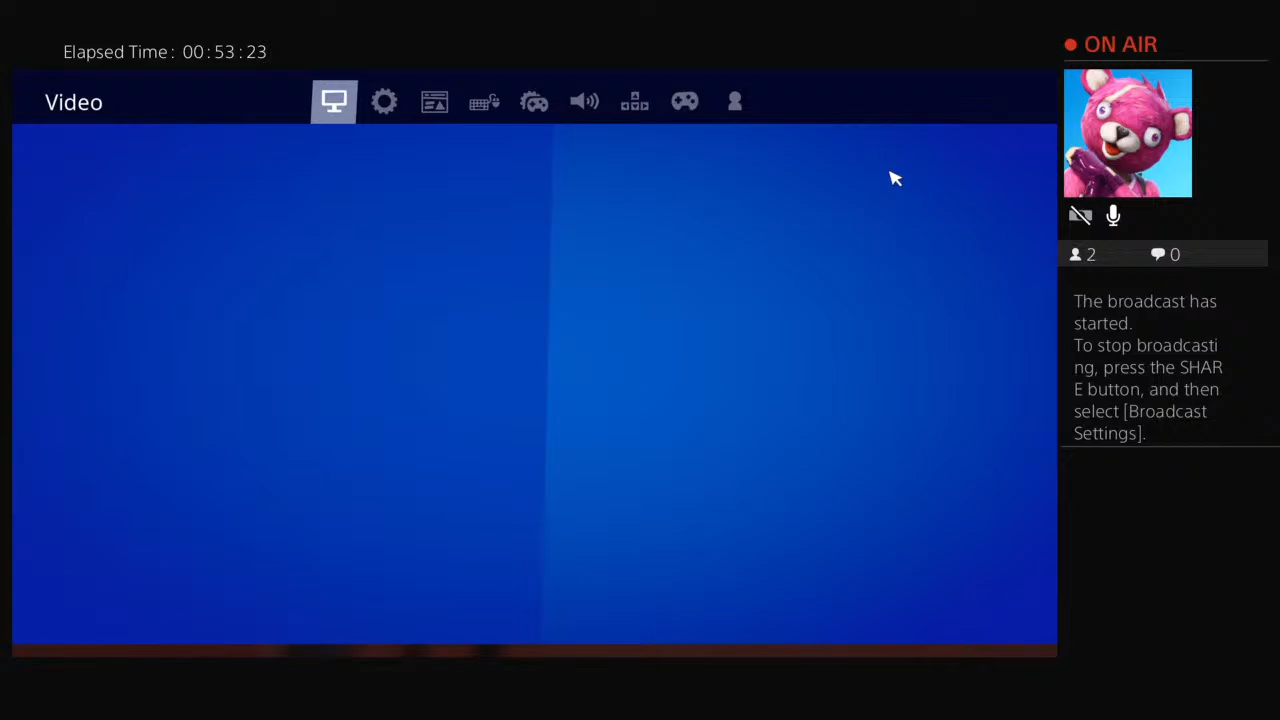 Elapsed Time: 00:53:23
ON AIR
Video
2
0
The broadcast has
started.
To stop broadcasti
ng, press the SHAR
E button, and then
select [Broadcast
Settings].